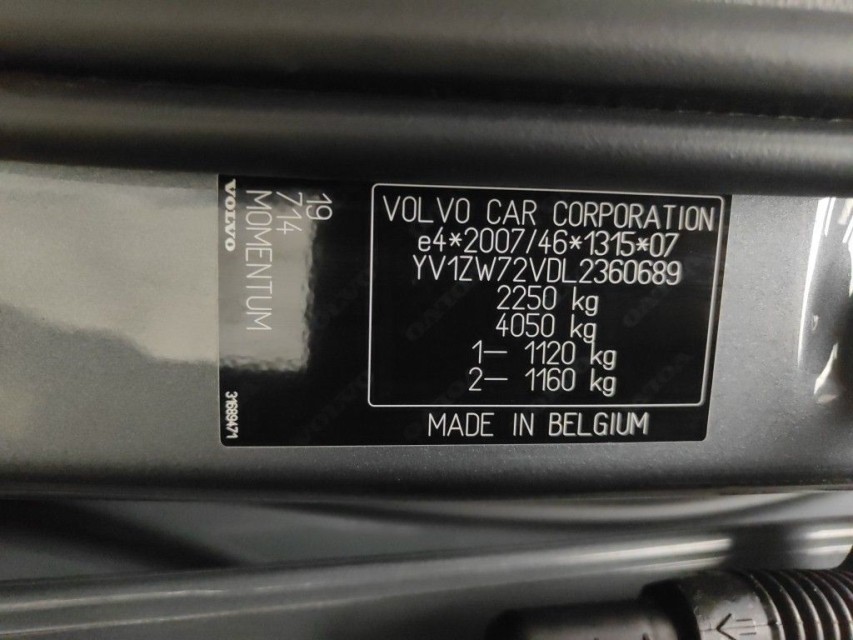 VOLVO CAR CORPORATION
e4*2007/46*1315*07
YV1ZW72VDL2360689
2250 kg
4050 kg
1– 1120 kg
2– 1160 kg
MADE IN BELGIUM
19
714
MOMENTUM
VOLVO
31689471